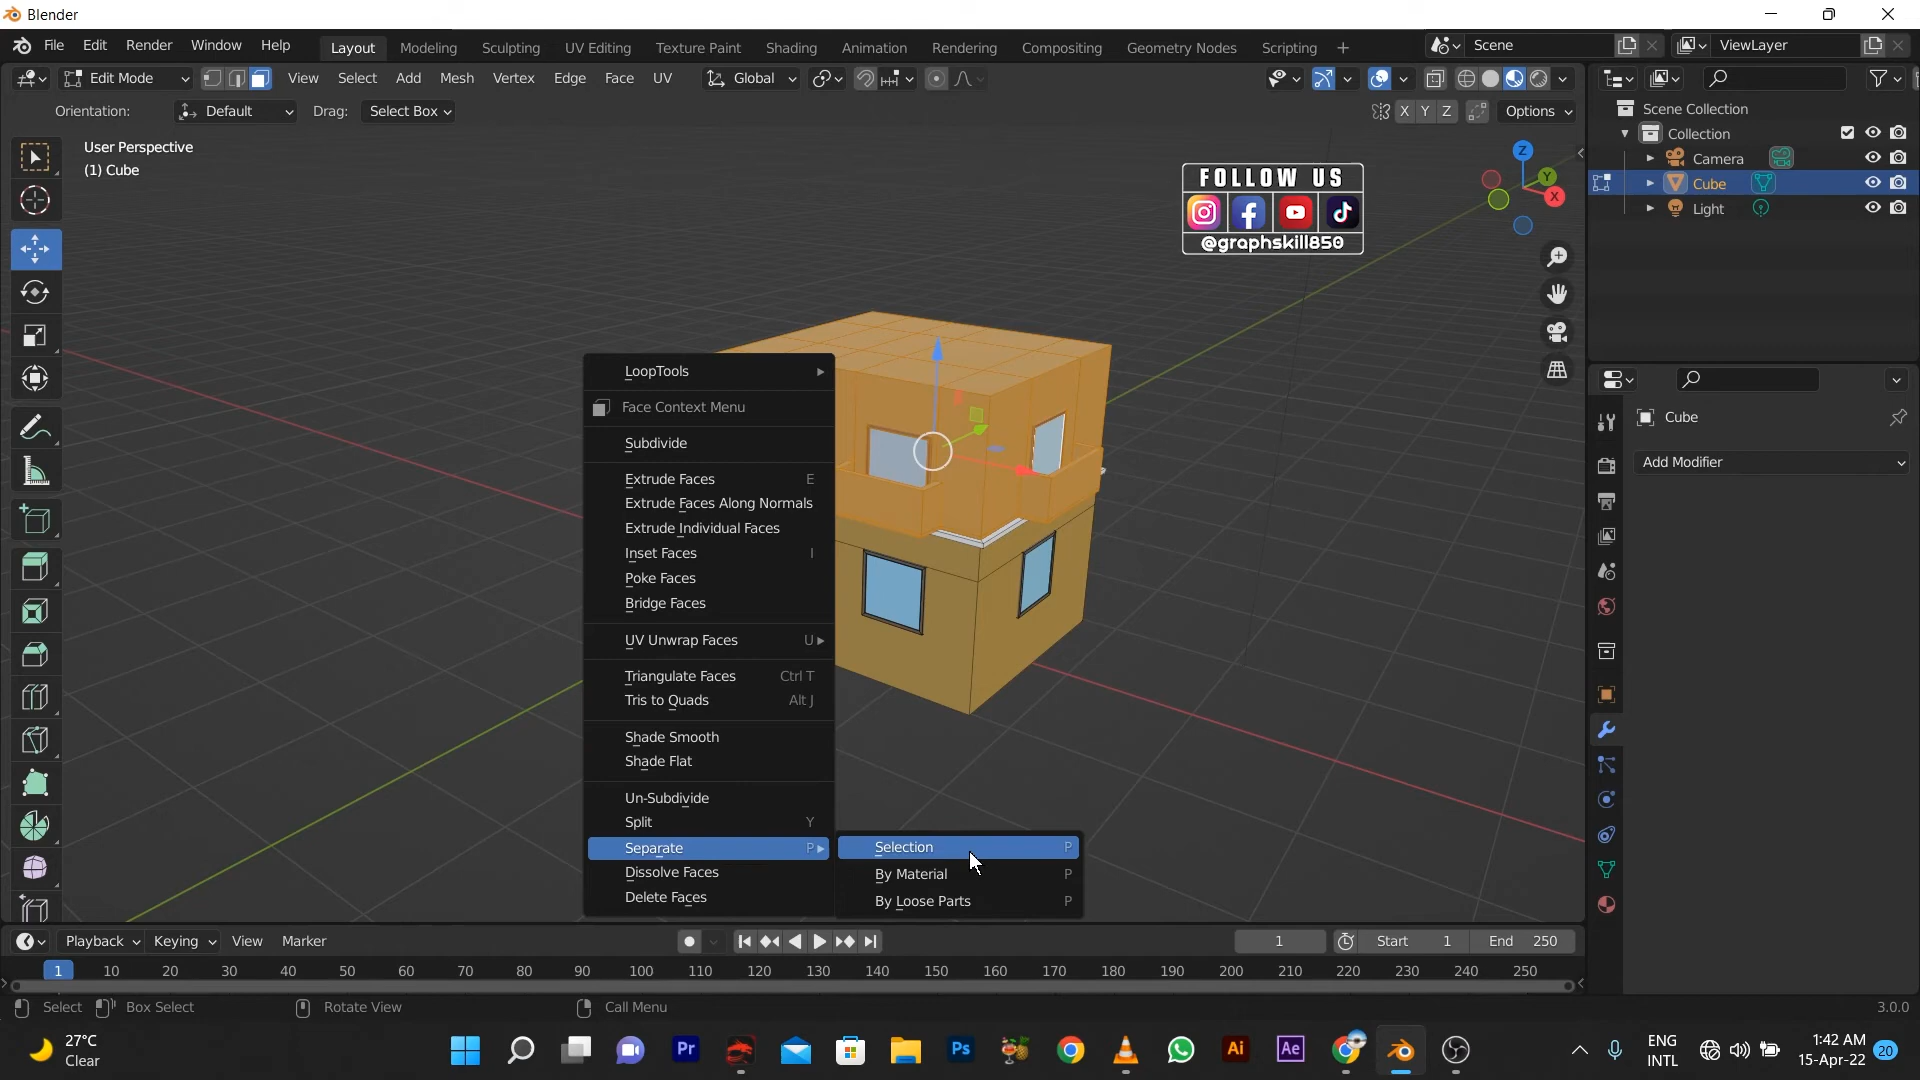 Blender
File Edit Render Window Help Layout Modeling Sculpting UV Editing Texture Paint Shading Animation Rendering Compositing Geometry Nodes Scripting + Scene ViewLayer
Edit Mode View Select Add Mesh Vertex Edge Face UV Global
Orientation: Default Drag: Select Box X Y Z Options
Scene Collection
Collection
Camera
Cube
Light
User Perspective
(1) Cube
FOLLOW US
@graphskill850
Z
Y
X
LoopTools
Face Context Menu
Subdivide
Extrude Faces E
Extrude Faces Along Normals
Extrude Individual Faces
Inset Faces I
Poke Faces
Bridge Faces
UV Unwrap Faces U
Triangulate Faces Ctrl T
Tris to Quads Alt J
Shade Smooth
Shade Flat
Un-Subdivide
Split Y
Separate P
Dissolve Faces
Delete Faces
Selection P
By Material P
By Loose Parts P
Cube
Add Modifier
Playback Keying View Marker 1 Start 1 End 250
1 10 20 30 40 50 60 70 80 90 100 110 120 130 140 150 160 170 180 190 200 210 220 230 240 250
Select Box Select Rotate View Call Menu 3.0.0
27°C
Clear
Pr
Ps
Ai
Ae
ENG
INTL
1:42 AM
15-Apr-22
20